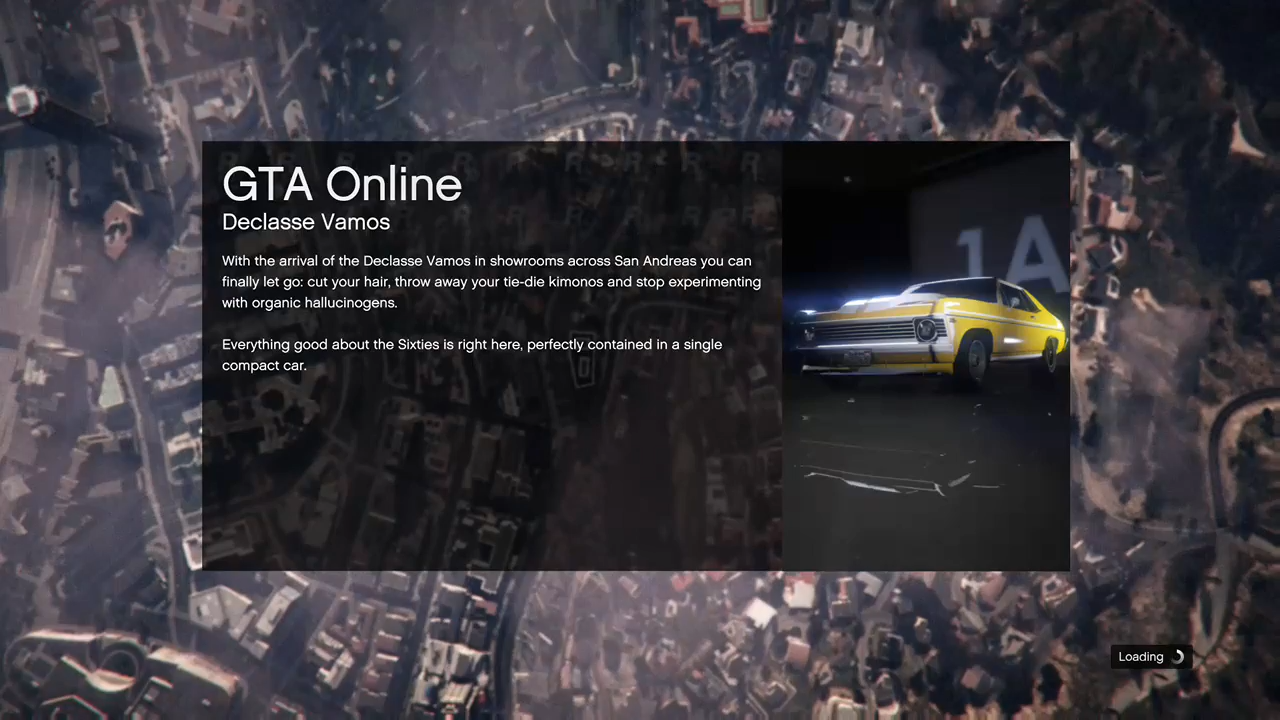 GTA Online
Declasse Vamos
With the arrival of the Declasse Vamos in showrooms across San Andreas you can
finally let go: cut your hair, throw away your tie-die kimonos and stop experimenting
with organic hallucinogens.
Everything good about the Sixties is right here, perfectly contained in a single
compact car.
1A
Loading